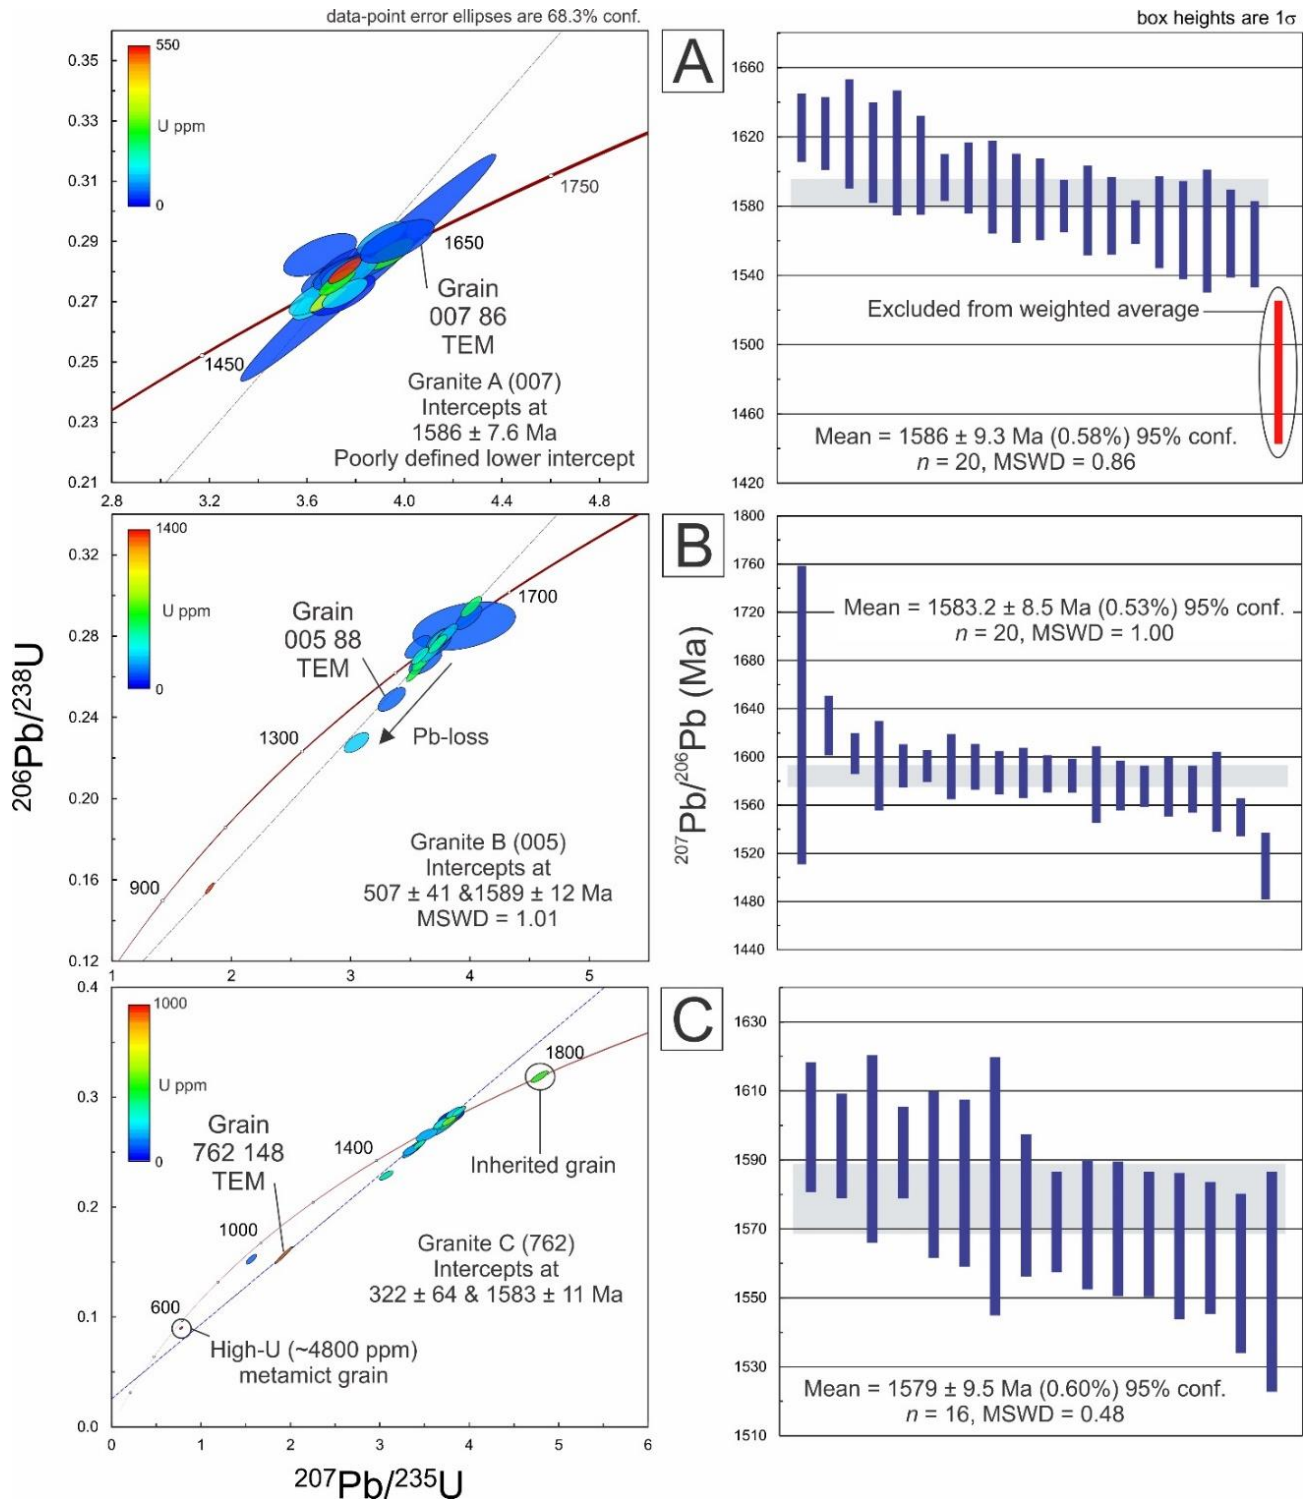 data-point error ellipses are 68.3% conf.
box heights are 1σ
A
550
U ppm
0
0.35
0.33
0.31
0.29
0.27
0.25
0.23
0.21
1750
1650
1450
Grain
007 86
TEM
Granite A (007)
Intercepts at
1586 ± 7.6 Ma
Poorly defined lower intercept
2.8 3.2 3.6 4.0 4.4 4.8
1660
1620
1580
1540
1500
1460
1420
Excluded from weighted average
Mean = 1586 ± 9.3 Ma (0.58%) 95% conf.
n = 20, MSWD = 0.86
B
1400
U ppm
0
0.32
0.28
0.24
0.20
0.16
0.12
1700
1300
900
Grain
005 88
TEM
Pb-loss
Granite B (005)
Intercepts at
507 ± 41 &1589 ± 12 Ma
MSWD = 1.01
1 2 3 4 5
206Pb/238U
1800
1760
1720
1680
1640
1600
1560
1520
1480
1440
Mean = 1583.2 ± 8.5 Ma (0.53%) 95% conf.
n = 20, MSWD = 1.00
207Pb/206Pb (Ma)
C
1000
U ppm
0
0.4
0.3
0.2
0.1
0.0
1800
1400
1000
600
Grain
762 148
TEM
Inherited grain
Granite C (762)
Intercepts at
322 ± 64 & 1583 ± 11 Ma
High-U (~4800 ppm)
metamict grain
0 1 2 3 4 5 6
207Pb/235U
1630
1610
1590
1570
1550
1530
1510
Mean = 1579 ± 9.5 Ma (0.60%) 95% conf.
n = 16, MSWD = 0.48